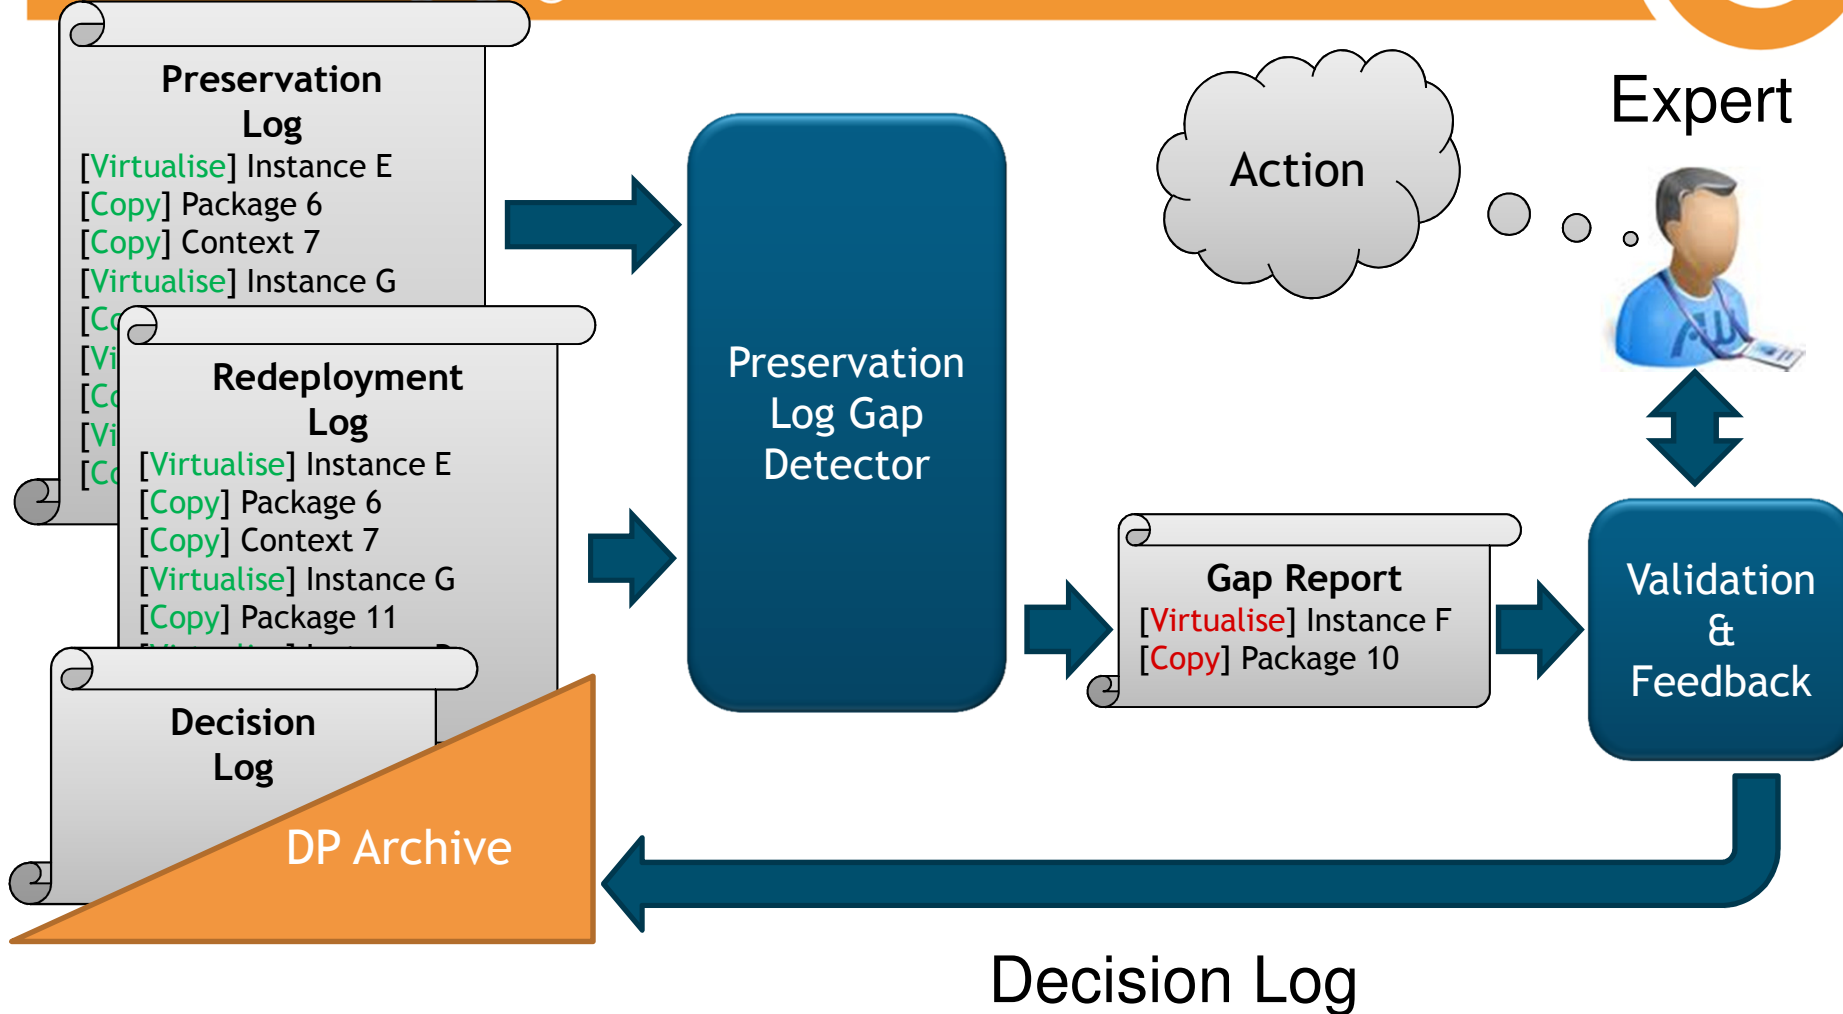 Preservation
Log
[Virtualise] Instance E
[Copy] Package 6
[Copy] Context 7
[Virtualise] Instance G
Redeployment
Log
[Virtualise] Instance E
[Copy] Package 6
[Copy] Context 7
[Virtualise] Instance G
[Copy] Package 11
Decision
Log
DP Archive
Preservation
Log Gap
Detector
Action
Expert
Gap Report
[Virtualise] Instance F
[Copy] Package 10
Validation
&
Feedback
Decision Log